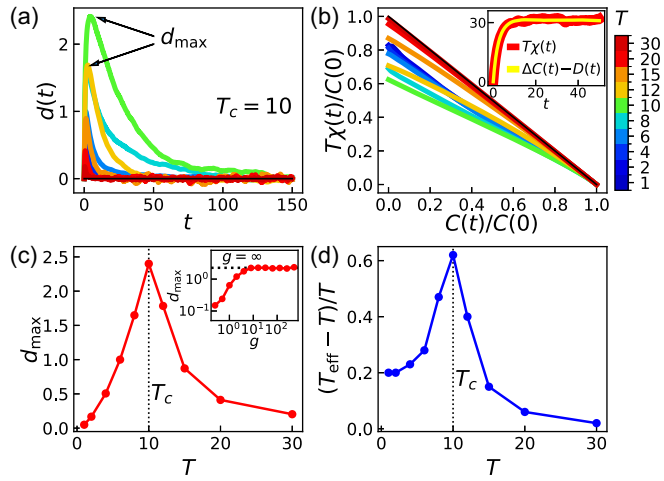 (a)
d(t)
2
1
0
d_max
T_c = 10
0 50 100 150
t
(b)
Tχ(t)/C(0)
1.0
0.8
0.6
0.4
0.2
0.0
30
0
Tχ(t)
ΔC(t)−D(t)
0 20 40
t
0.0 0.2 0.4 0.6 0.8 1.0
C(t)/C(0)
T
30
20
15
12
10
8
6
4
2
1
(c)
d_max
2.5
2.0
1.5
1.0
0.5
0.0
g = ∞
d_max
10^0
10^−1
10^0 10^1 10^2
g
T_c
0 10 20 30
T
(d)
(T_eff − T)/T
0.6
0.4
0.2
0.0
T_c
0 10 20 30
T